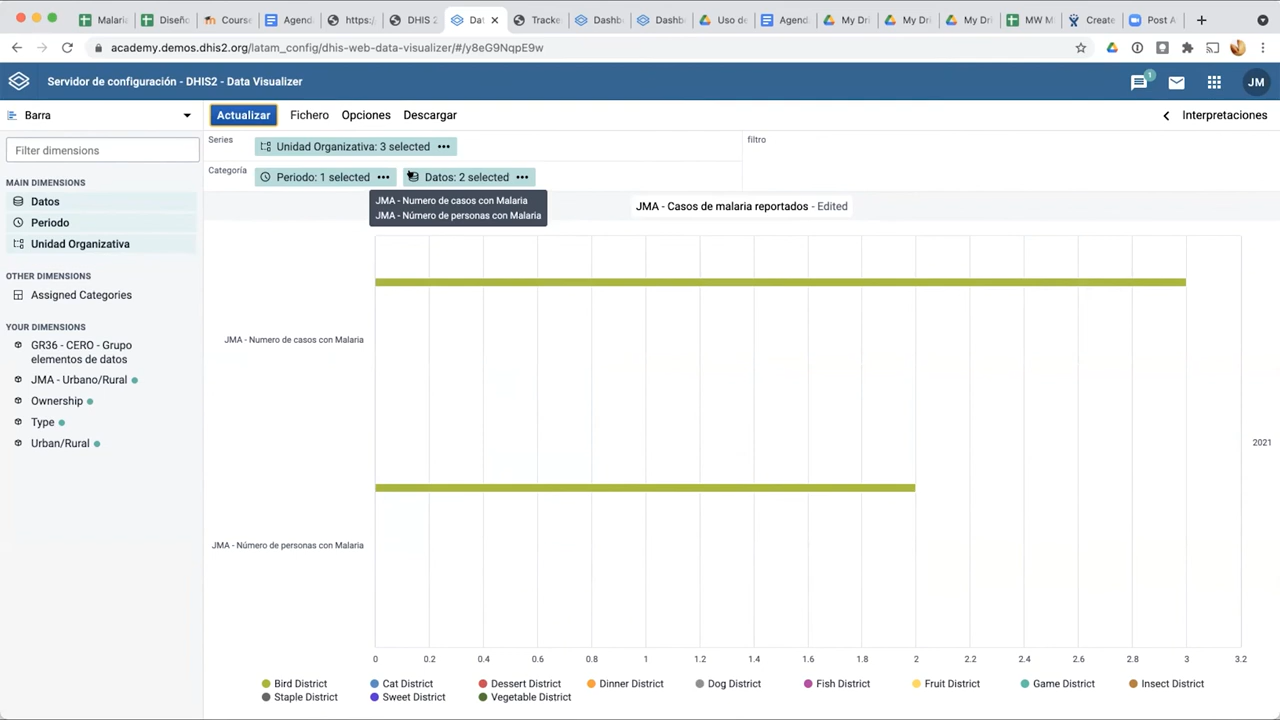 Malaria
Diseño
Course
Agend
https:/
DHIS 2
Dat
Tracke
Dashb
Dashb
Uso de
Agend
My Dri
My Dri
My Dri
MW M
Create
Post A
academy.demos.dhis2.org/latam_config/dhis-web-data-visualizer/#/y8eG9NqpE9w
Servidor de configuración - DHIS2 - Data Visualizer
1
JM
Barra
Actualizar
Fichero
Opciones
Descargar
Interpretaciones
Filter dimensions
Series
Unidad Organizativa: 3 selected
filtro
Categoría
Periodo: 1 selected
Datos: 2 selected
JMA - Numero de casos con Malaria
JMA - Número de personas con Malaria
MAIN DIMENSIONS
Datos
Periodo
Unidad Organizativa
OTHER DIMENSIONS
Assigned Categories
YOUR DIMENSIONS
GR36 - CERO - Grupo
elementos de datos
JMA - Urbano/Rural
Ownership
Type
Urban/Rural
JMA - Casos de malaria reportados - Edited
JMA - Numero de casos con Malaria
JMA - Número de personas con Malaria
2021
0 0.2 0.4 0.6 0.8 1 1.2 1.4 1.6 1.8 2 2.2 2.4 2.6 2.8 3 3.2
Bird District Cat District Dessert District Dinner District Dog District Fish District Fruit District Game District Insect District
Staple District Sweet District Vegetable District